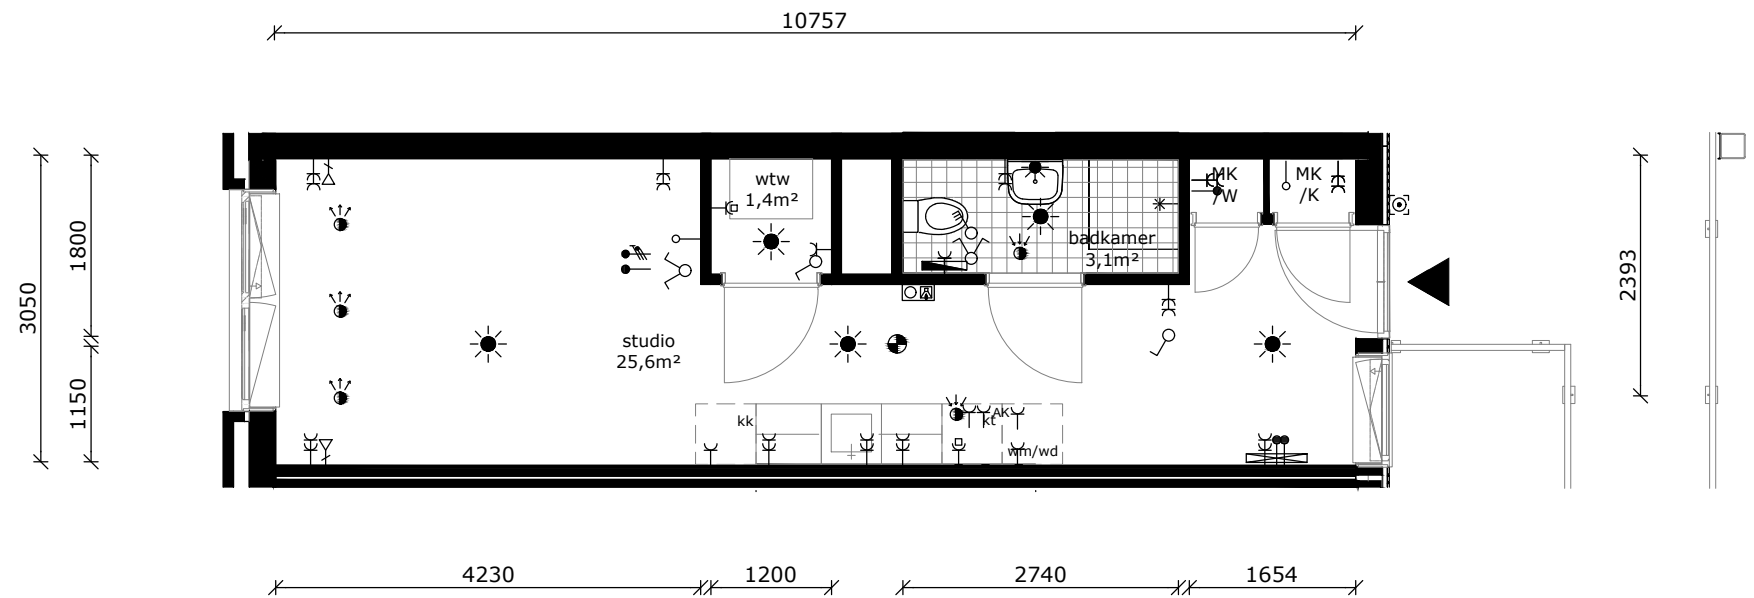 10757
wtw
1,4m²
MK
/W
MK
/K
badkamer
3,1m²
1800
3050
2393
studio
25,6m²
1150
kk
AK
kt
wm/wd
4230
1200
2740
1654